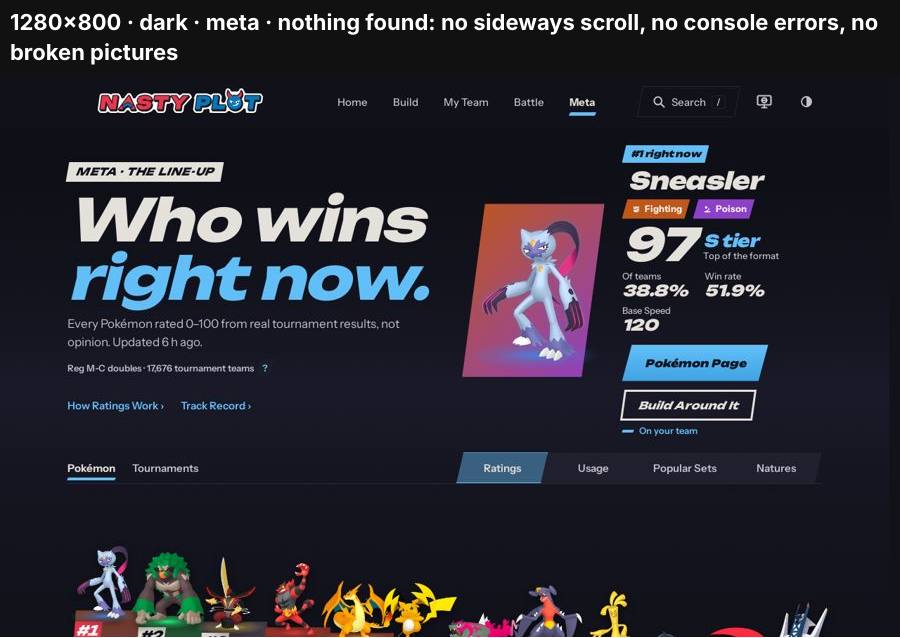 1280×800 · dark · meta · nothing found: no sideways scroll, no console errors, no
broken pictures
NASTY PLOT
Home
Build
My Team
Battle
Meta
Search /
META · THE LINE-UP
Who wins
right now.
Every Pokémon rated 0–100 from real tournament results, not
opinion. Updated 6 h ago.
Reg M-C doubles · 17,676 tournament teams ?
How Ratings Work ›
Track Record ›
#1 right now
Sneasler
Fighting
Poison
97
S tier
Top of the format
Of teams
38.8%
Win rate
51.9%
Base Speed
120
Pokémon Page
Build Around It
On your team
Pokémon
Tournaments
Ratings
Usage
Popular Sets
Natures
#1
#2